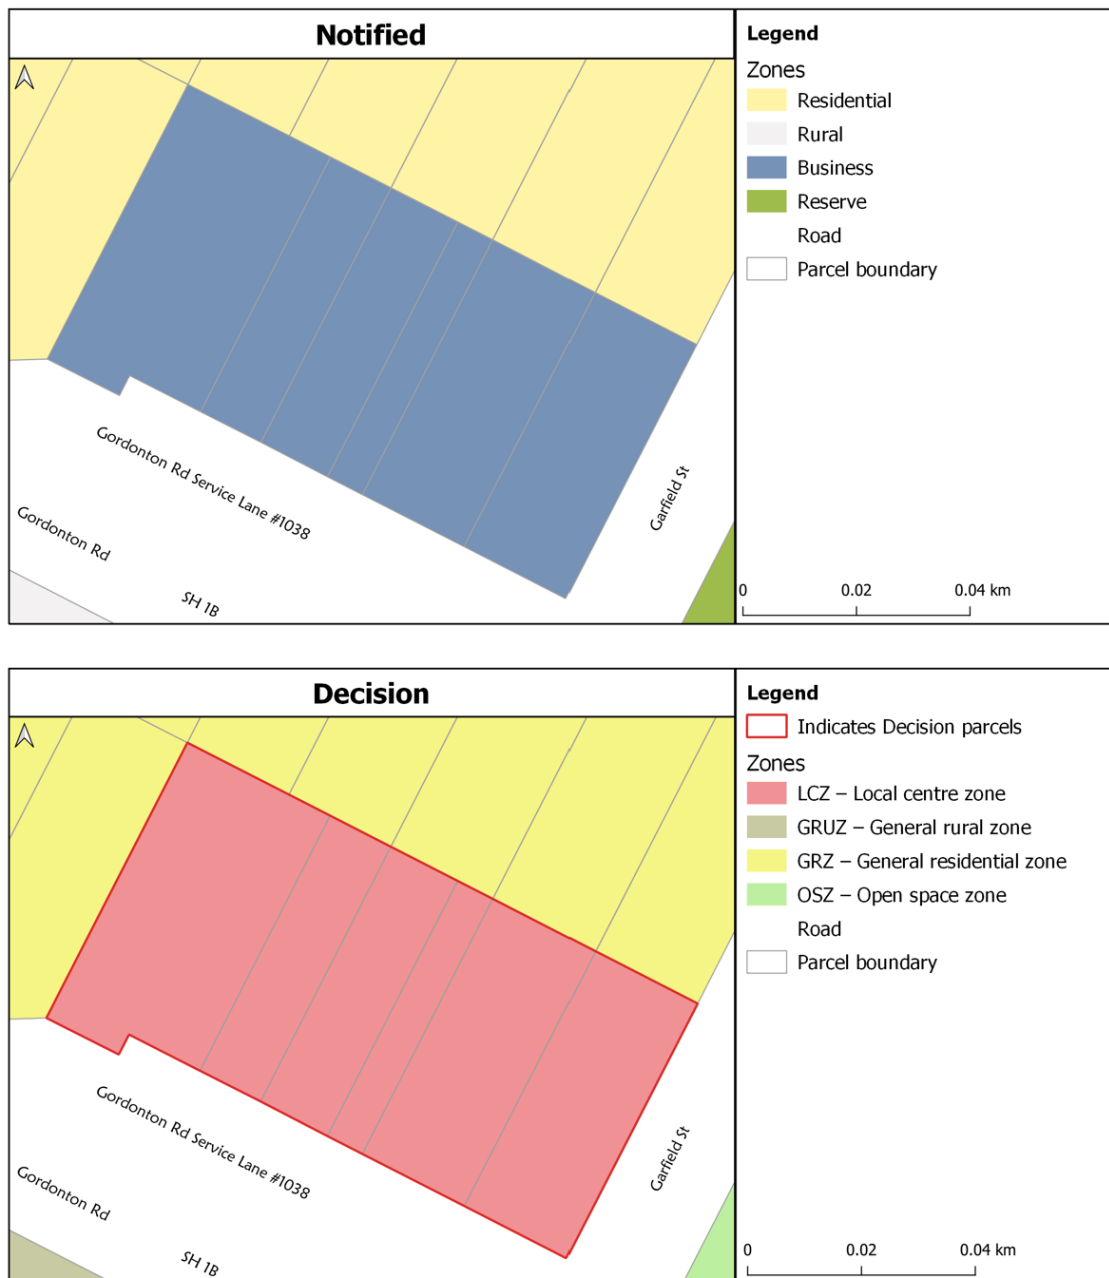 Notified
Gordonton Rd Service Lane #1038
Gordonton Rd
SH 1B
Garfield St
Legend
Zones
Residential
Rural
Business
Reserve
Road
Parcel boundary
0 0.02 0.04 km
Decision
Gordonton Rd Service Lane #1038
Gordonton Rd
SH 1B
Garfield St
Legend
Indicates Decision parcels
Zones
LCZ – Local centre zone
GRUZ – General rural zone
GRZ – General residential zone
OSZ – Open space zone
Road
Parcel boundary
0 0.02 0.04 km